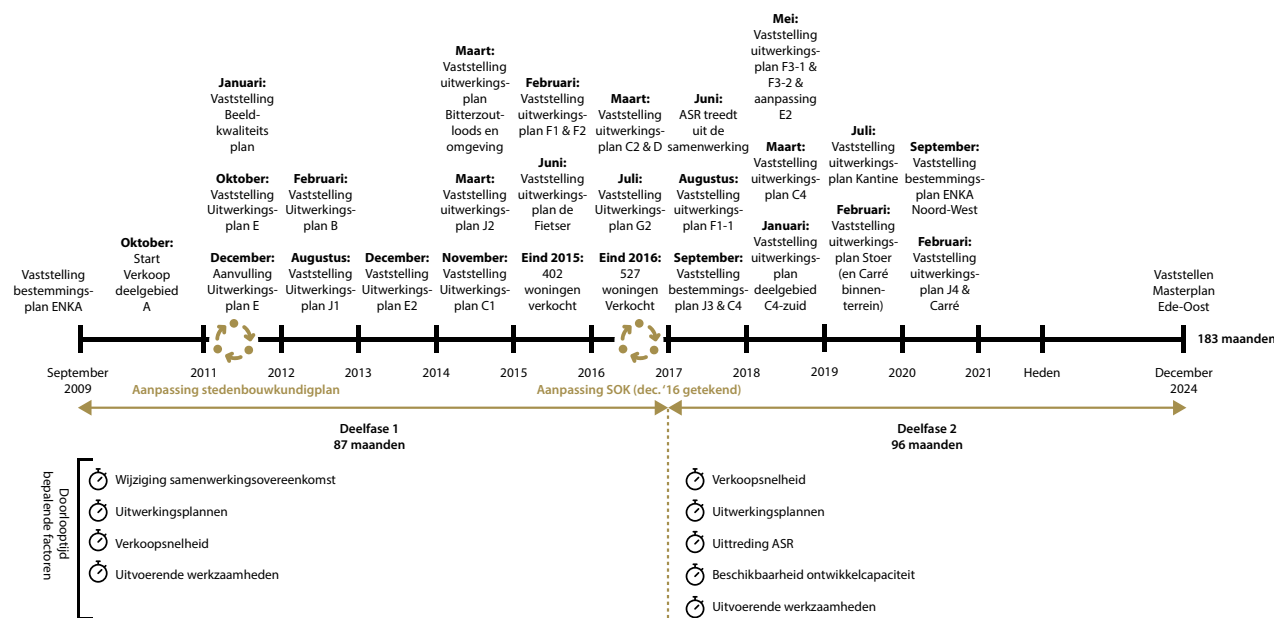 Vaststelling
bestemmings-
plan ENKA
Oktober:
Start
Verkoop
deelgebied
A
Januari:
Vaststelling
Beeld-
kwaliteits
plan
Oktober:
Vaststelling
Uitwerkings-
plan E
December:
Aanvulling
Uitwerkings-
plan E
Februari:
Vaststelling
Uitwerkings-
plan B
Augustus:
Vaststelling
Uitwerkings-
plan J1
December:
Vaststelling
Uitwerkings-
plan E2
Maart:
Vaststelling
uitwerkings-
plan
Bitterzout-
loods en
omgeving
Maart:
Vaststelling
uitwerkings-
plan J2
November:
Vaststelling
Uitwerkings-
plan C1
Februari:
Vaststelling
uitwerkings-
plan F1 & F2
Juni:
Vaststelling
uitwerkings-
plan de
Fietser
Eind 2015:
402
woningen
verkocht
Maart:
Vaststelling
uitwerkings-
plan C2 & D
Juli:
Vaststelling
Uitwerkings-
plan G2
Eind 2016:
527
woningen
Verkocht
Juni:
ASR treedt
uit de
samenwerking
Augustus:
Vaststelling
uitwerkings-
plan F1-1
September:
Vaststelling
bestemmings-
plan J3 & C4
Mei:
Vaststelling
uitwerkings-
plan F3-1 &
F3-2 &
aanpassing
E2
Maart:
Vaststelling
uitwerkings-
plan C4
Januari:
Vaststelling
uitwerkings-
plan
deelgebied
C4-zuid
Juli:
Vaststelling
uitwerkings-
plan Kantine
Februari:
Vaststelling
uitwerkings-
plan Stoer
(en Carré
binnen-
terrein)
September:
Vaststelling
bestemmings-
plan ENKA
Noord-West
Februari:
Vaststelling
uitwerkings-
plan J4 &
Carré
Vaststellen
Masterplan
Ede-Oost
183 maanden
September
2009
2011
2012
2013
2014
2015
2016
2017
2018
2019
2020
2021
Heden
December
2024
Aanpassing stedenbouwkundigplan
Aanpassing SOK (dec. '16 getekend)
Deelfase 1
87 maanden
Deelfase 2
96 maanden
Doorlooptijd
bepalende factoren
Wijziging samenwerkingsovereenkomst
Uitwerkingsplannen
Verkoopsnelheid
Uitvoerende werkzaamheden
Verkoopsnelheid
Uitwerkingsplannen
Uittreding ASR
Beschikbaarheid ontwikkelcapaciteit
Uitvoerende werkzaamheden